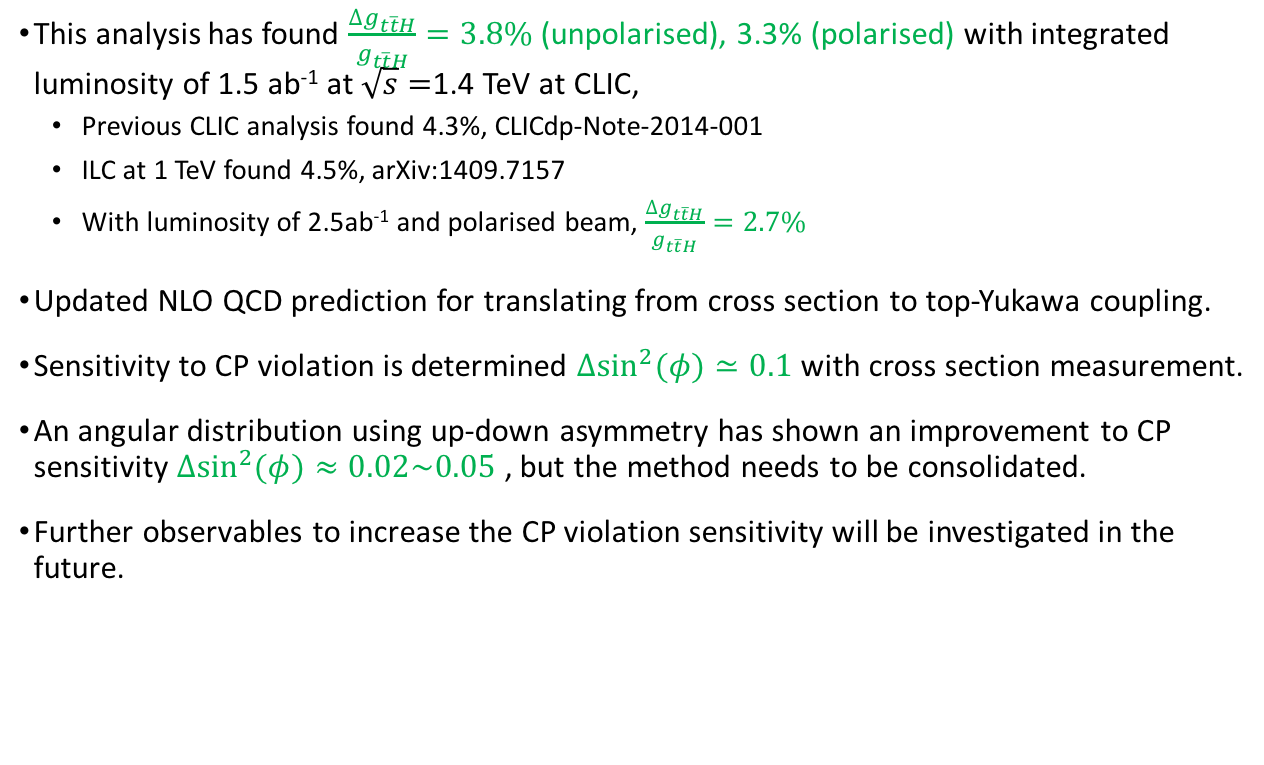 •This analysis has found Δg_{tt̄H}/g_{tt̄H} = 3.8% (unpolarised), 3.3% (polarised) with integrated
luminosity of 1.5 ab⁻¹ at √s =1.4 TeV at CLIC,
• Previous CLIC analysis found 4.3%, CLICdp-Note-2014-001
• ILC at 1 TeV found 4.5%, arXiv:1409.7157
• With luminosity of 2.5ab⁻¹ and polarised beam, Δg_{tt̄H}/g_{tt̄H} = 2.7%
•Updated NLO QCD prediction for translating from cross section to top-Yukawa coupling.
•Sensitivity to CP violation is determined Δsin²(ϕ) ≃ 0.1 with cross section measurement.
•An angular distribution using up-down asymmetry has shown an improvement to CP
sensitivity Δsin²(ϕ) ≈ 0.02~0.05 , but the method needs to be consolidated.
•Further observables to increase the CP violation sensitivity will be investigated in the
future.